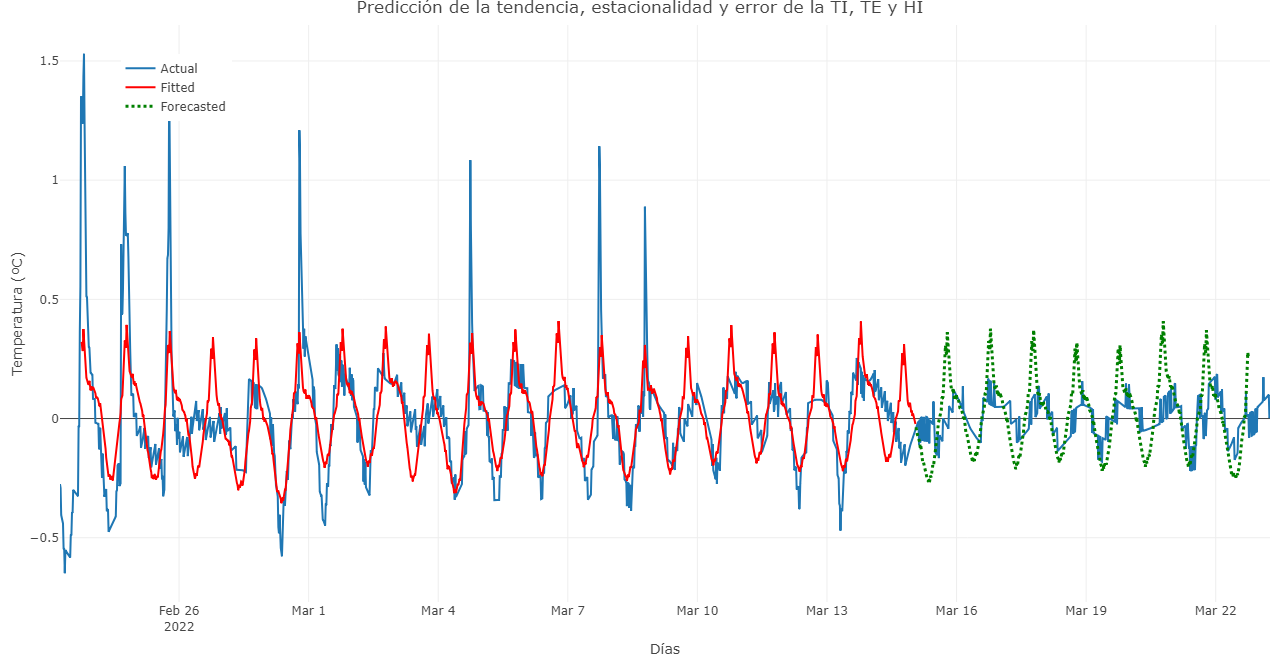 Predicción de la tendencia, estacionalidad y error de la TI, TE y HI
Actual
Fitted
Forecasted
1.5
1
0.5
0
−0.5
Temperatura (ºC)
Feb 26
2022
Mar 1
Mar 4
Mar 7
Mar 10
Mar 13
Mar 16
Mar 19
Mar 22
Días